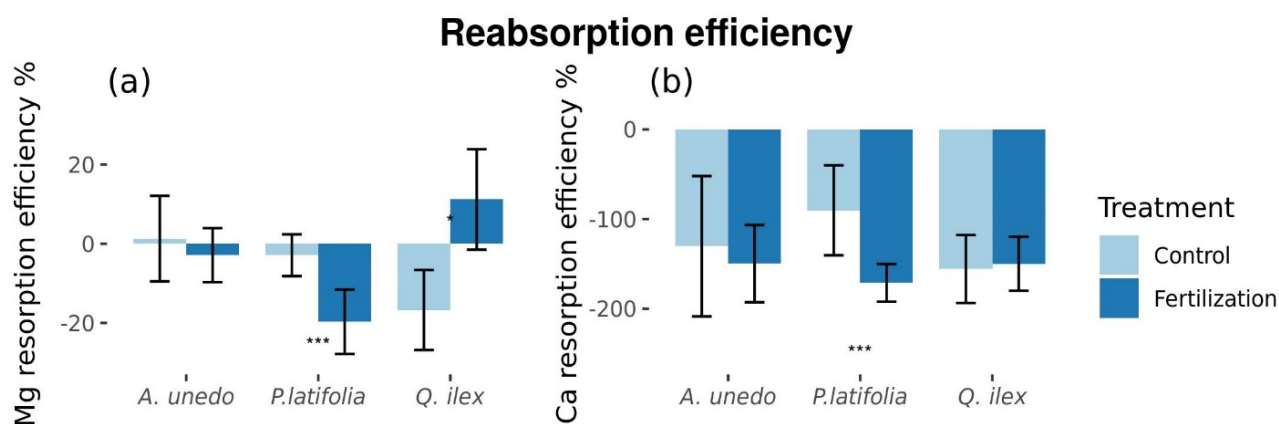 Reabsorption efficiency
(a)
Mg resorption efficiency %
20
0
-20
*
***
A. unedo
P.latifolia
Q. ilex
(b)
Ca resorption efficiency %
0
-100
-200
***
A. unedo
P.latifolia
Q. ilex
Treatment
Control
Fertilization